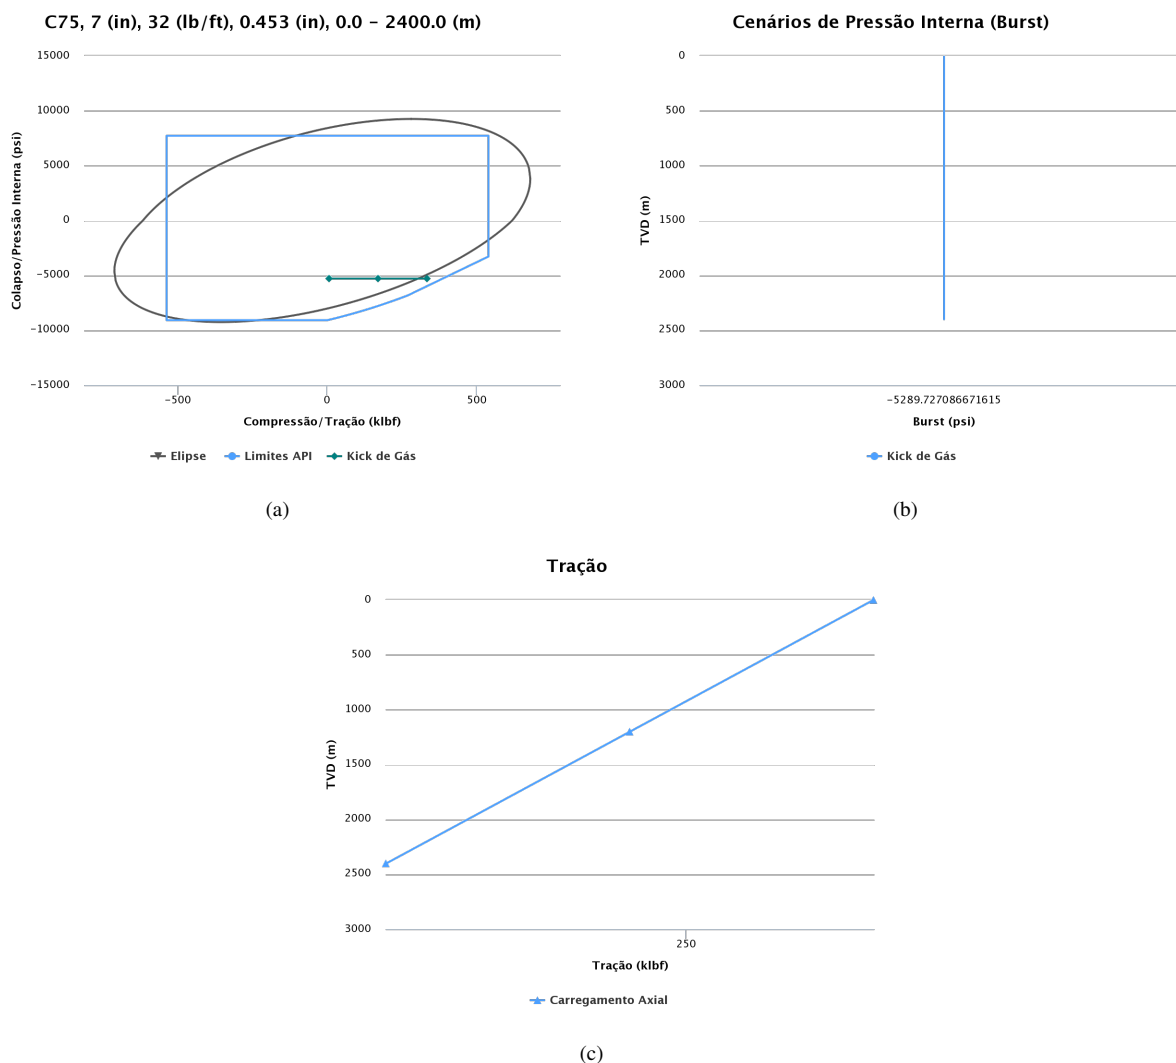 C75, 7 (in), 32 (lb/ft), 0.453 (in), 0.0 – 2400.0 (m)
15000
10000
5000
0
−5000
−10000
−15000
Colapso/Pressão Interna (psi)
−500
0
500
Compressão/Tração (klbf)
Elipse
Limites API
Kick de Gás
(a)
Cenários de Pressão Interna (Burst)
0
500
1000
1500
2000
2500
3000
TVD (m)
−5289.727086671615
Burst (psi)
Kick de Gás
(b)
Tração
0
500
1000
1500
2000
2500
3000
TVD (m)
250
Tração (klbf)
Carregamento Axial
(c)